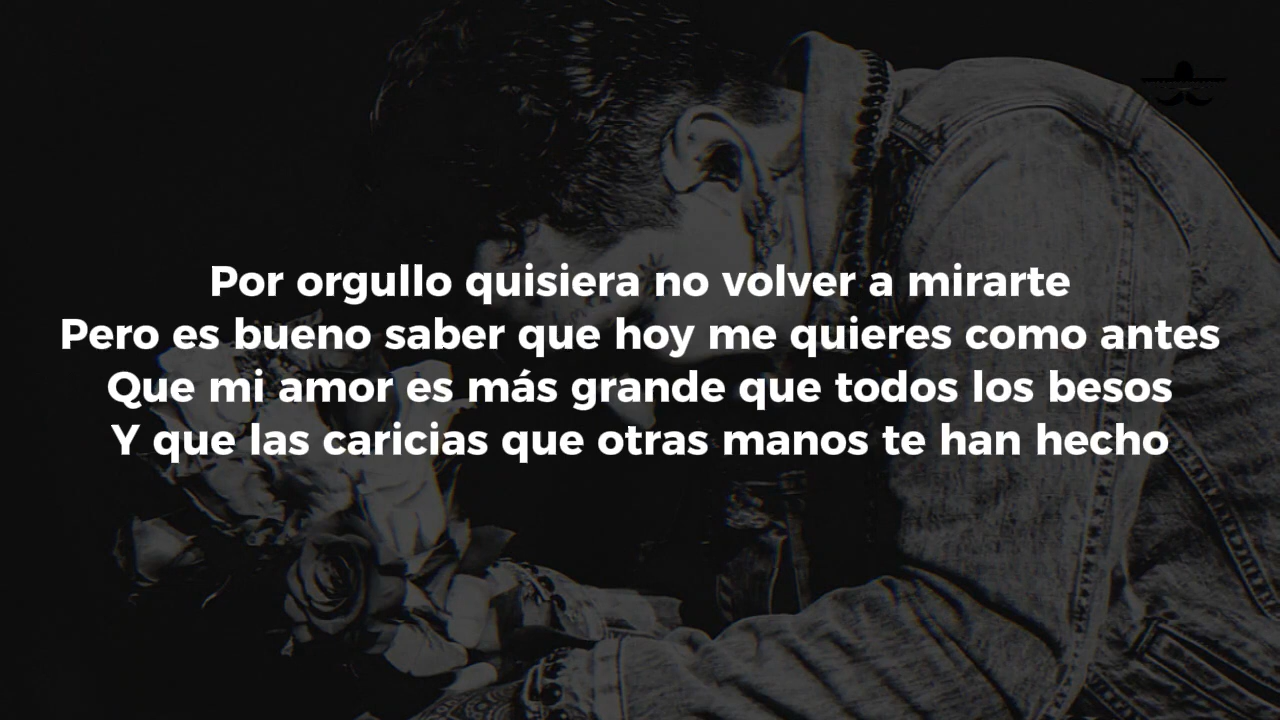 Por orgullo quisiera no volver a mirarte
Pero es bueno saber que hoy me quieres como antes
Que mi amor es más grande que todos los besos
Y que las caricias que otras manos te han hecho